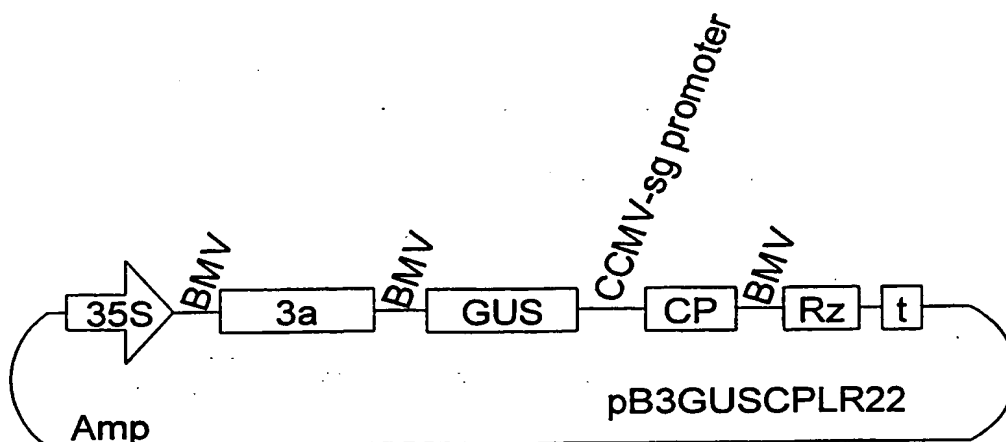 CCMV-sg promoter
BMV
BMV
BMV
35S
3a
GUS
CP
Rz
t
pB3GUSCPLR22
Amp